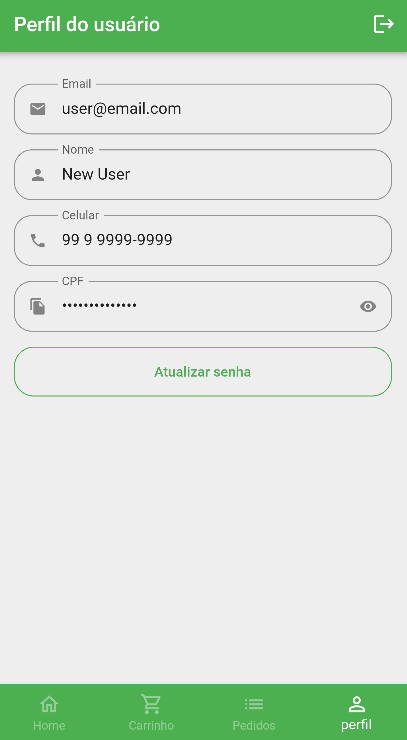 Perfil do usuário
Email
user@email.com
Nome
New User
Celular
99 9 9999-9999
CPF
••••••••••••••
Atualizar senha
Home
Carrinho
Pedidos
perfil